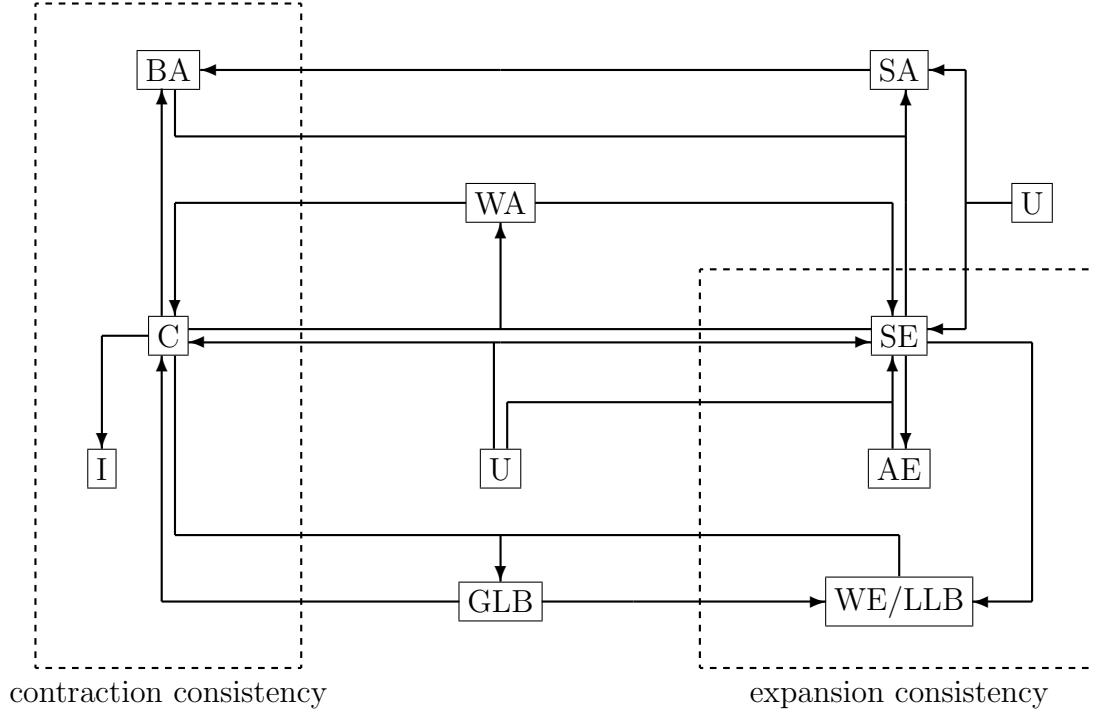 BA
SA
WA
U
C
SE
I
U
AE
GLB
WE/LLB
contraction consistency
expansion consistency